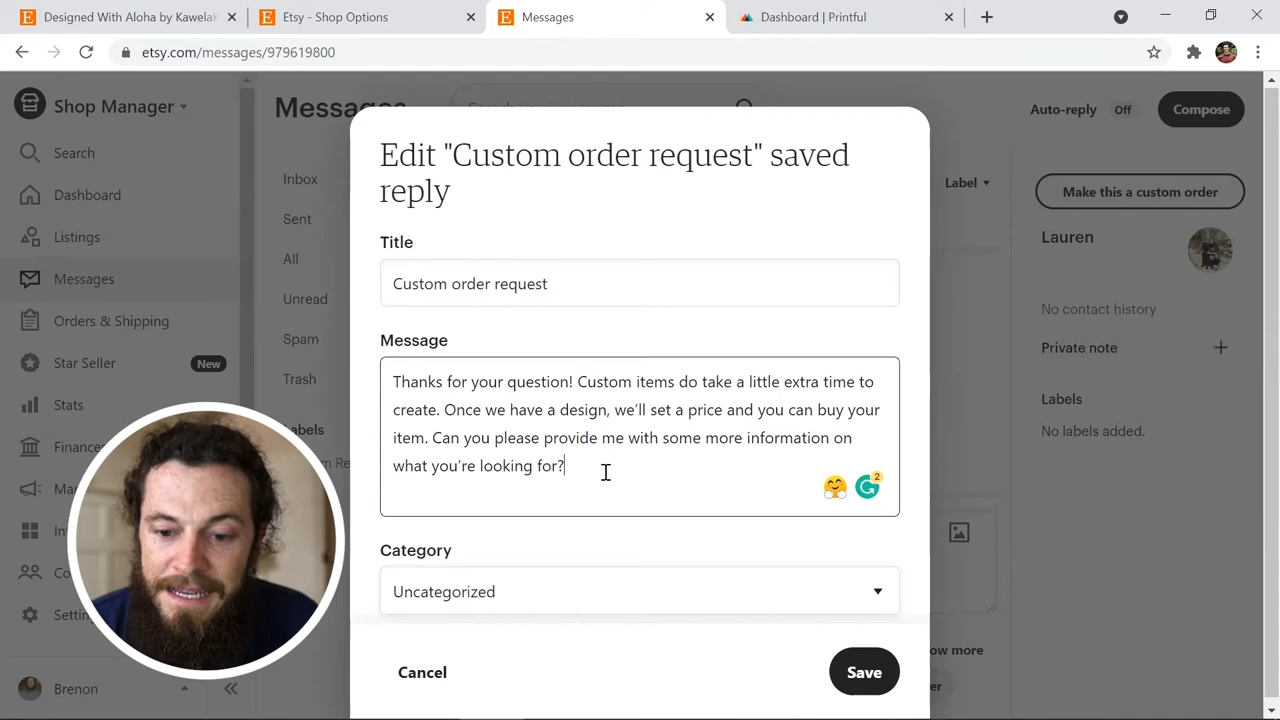 Designed With Aloha by Kawela
Etsy - Shop Options
Messages
Dashboard | Printful
etsy.com/messages/979619800
Shop Manager
Messages
Auto-reply Off
Compose
Search
Dashboard
Listings
Messages
Orders & Shipping
Star Seller New
Stats
Finances
Brenon
Inbox
Sent
All
Unread
Spam
Trash
Label
Make this a custom order
Lauren
No contact history
Private note
Labels
No labels added.
Edit "Custom order request" saved
reply
Title
Custom order request
Message
Thanks for your question! Custom items do take a little extra time to
create. Once we have a design, we’ll set a price and you can buy your
item. Can you please provide me with some more information on
what you’re looking for?
2
Category
Uncategorized
Cancel
Save